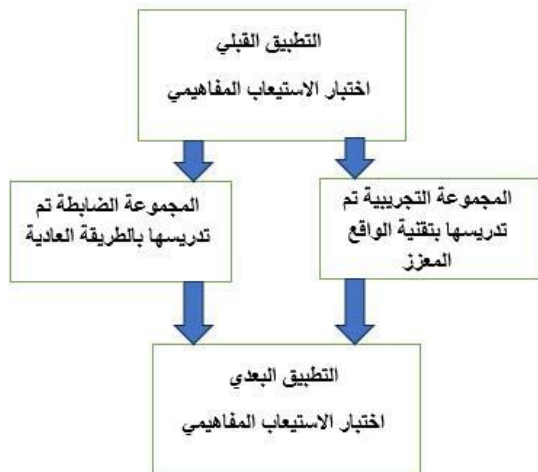 التطبيق القبلي
اختبار الاستيعاب المفاهيمي
المجموعة التجريبية تم
تدريسها بتقنية الواقع
المعزز
المجموعة الضابطة تم
تدريسها بالطريقة العادية
التطبيق البعدي
اختبار الاستيعاب المفاهيمي